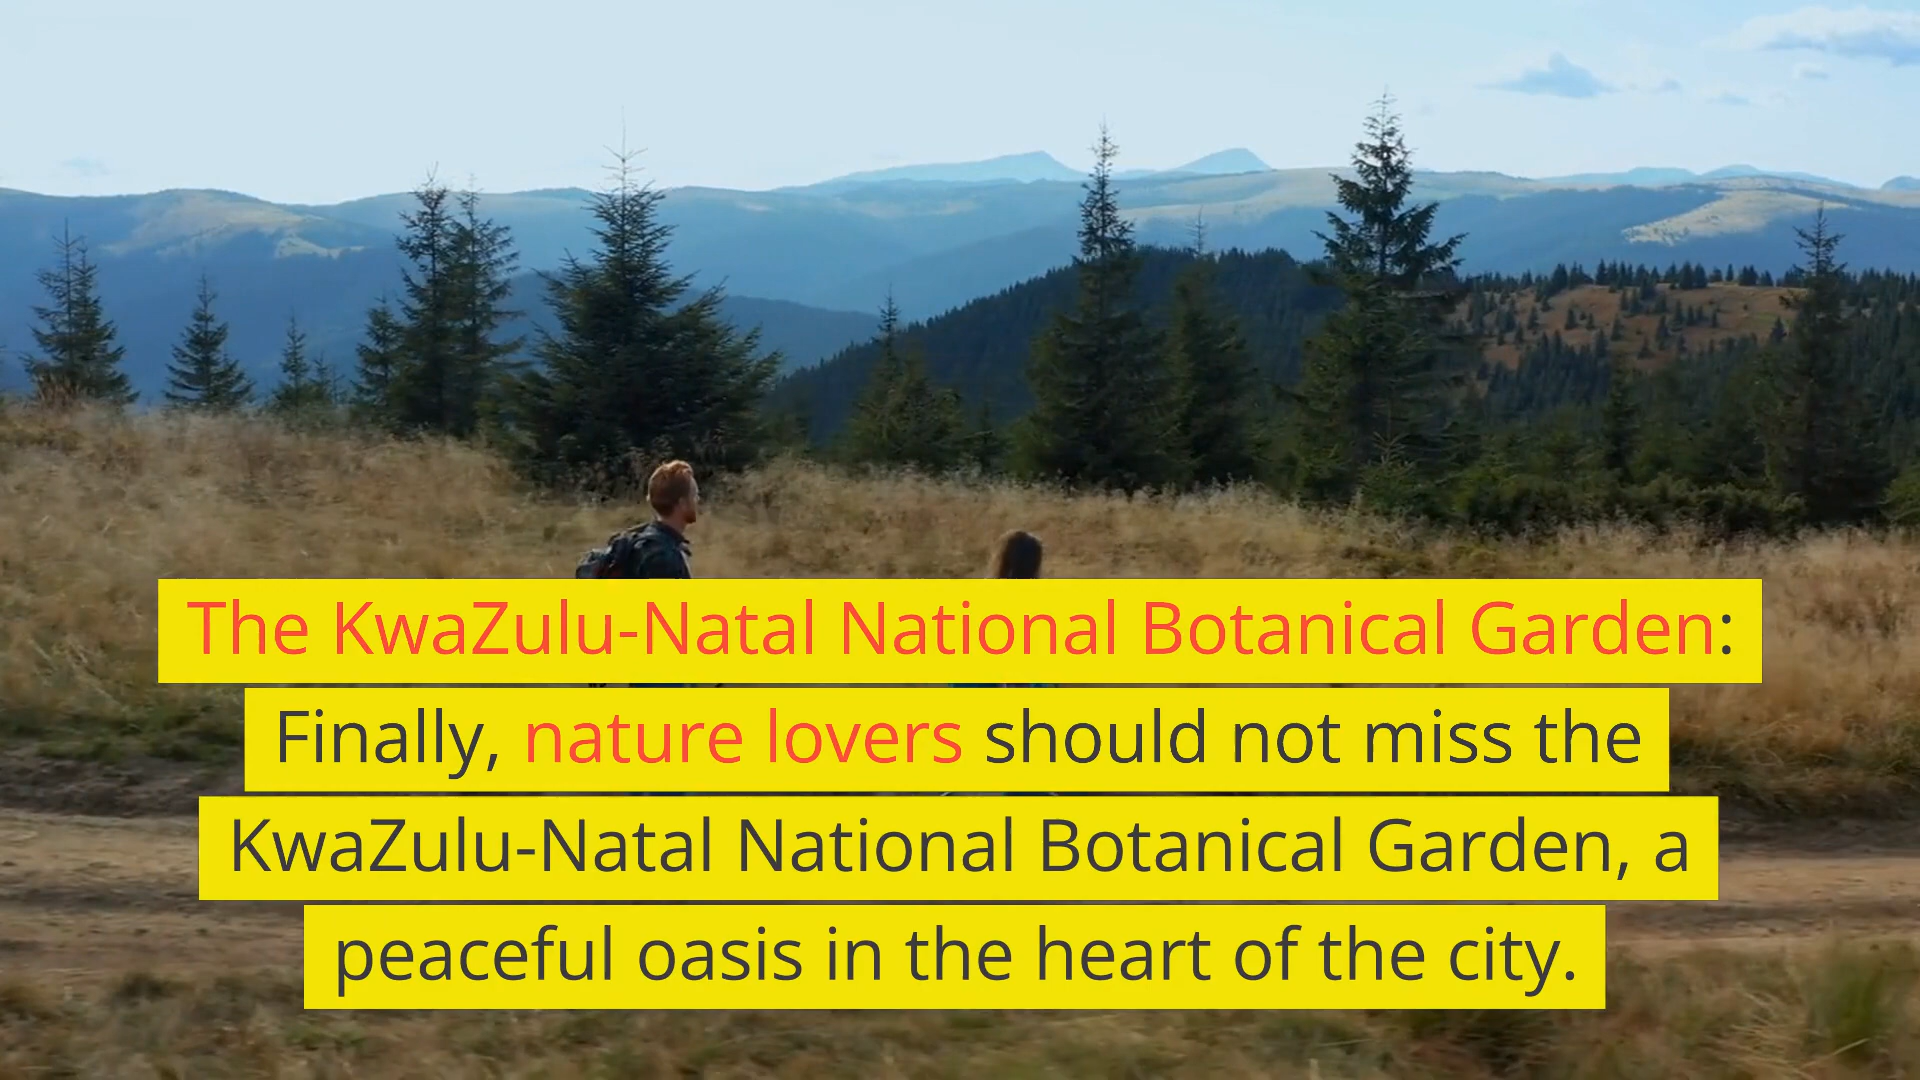 The KwaZulu-Natal National Botanical Garden:
Finally, nature lovers should not miss the
KwaZulu-Natal National Botanical Garden, a
peaceful oasis in the heart of the city.